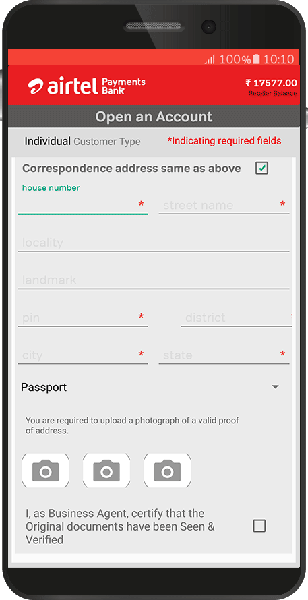 100% 10:10
airtel Payments Bank
₹ 17577.00
Retailer Balance
Open an Account
Individual Customer Type *Indicating required fields
Correspondence address same as above
house number
* street name *
locality
landmark
pin * district
city * state *
Passport
You are required to upload a photograph of a valid proof
of address.
I, as Business Agent, certify that the
Original documents have been Seen &
Verified